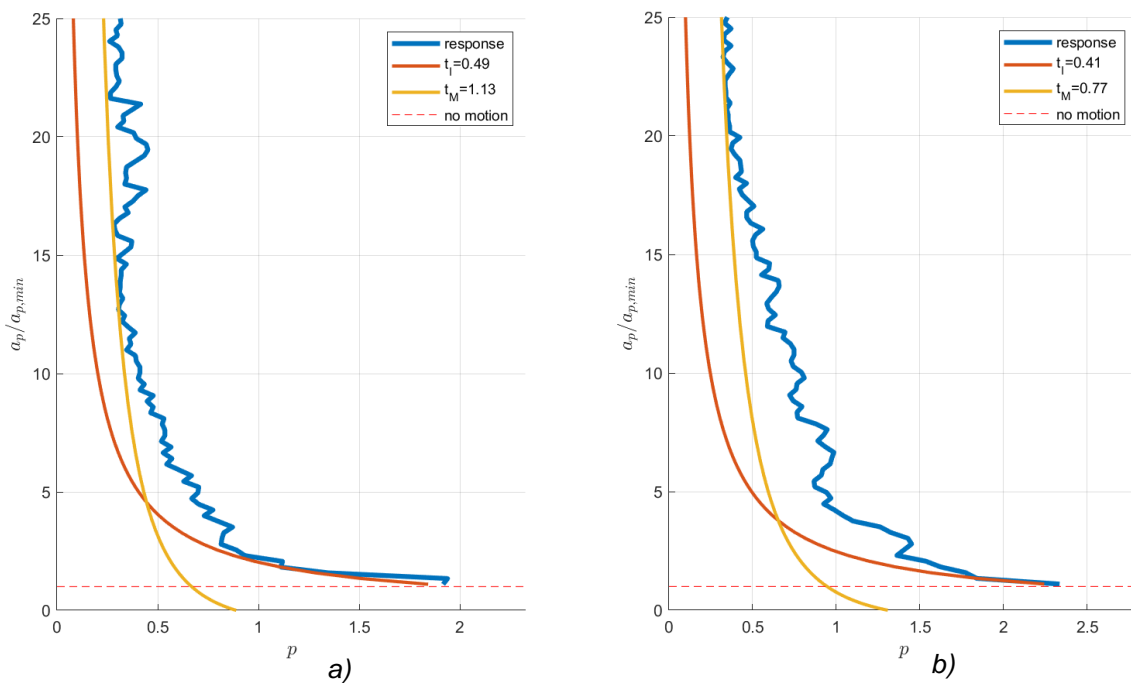 25
20
15
10
5
0
a_p/a_{p,min}
response
t_I=0.49
t_M=1.13
no motion
0 0.5 1 1.5 2
p
a)
25
20
15
10
5
0
a_p/a_{p,min}
response
t_I=0.41
t_M=0.77
no motion
0 0.5 1 1.5 2 2.5
p
b)